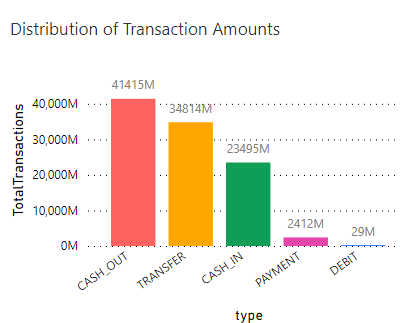 Distribution of Transaction Amounts
41415M
40,000M
34814M
30,000M
23495M
20,000M
10,000M
2412M
29M
0M
TotalTransactions
CASH_OUT
TRANSFER
CASH_IN
PAYMENT
DEBIT
type